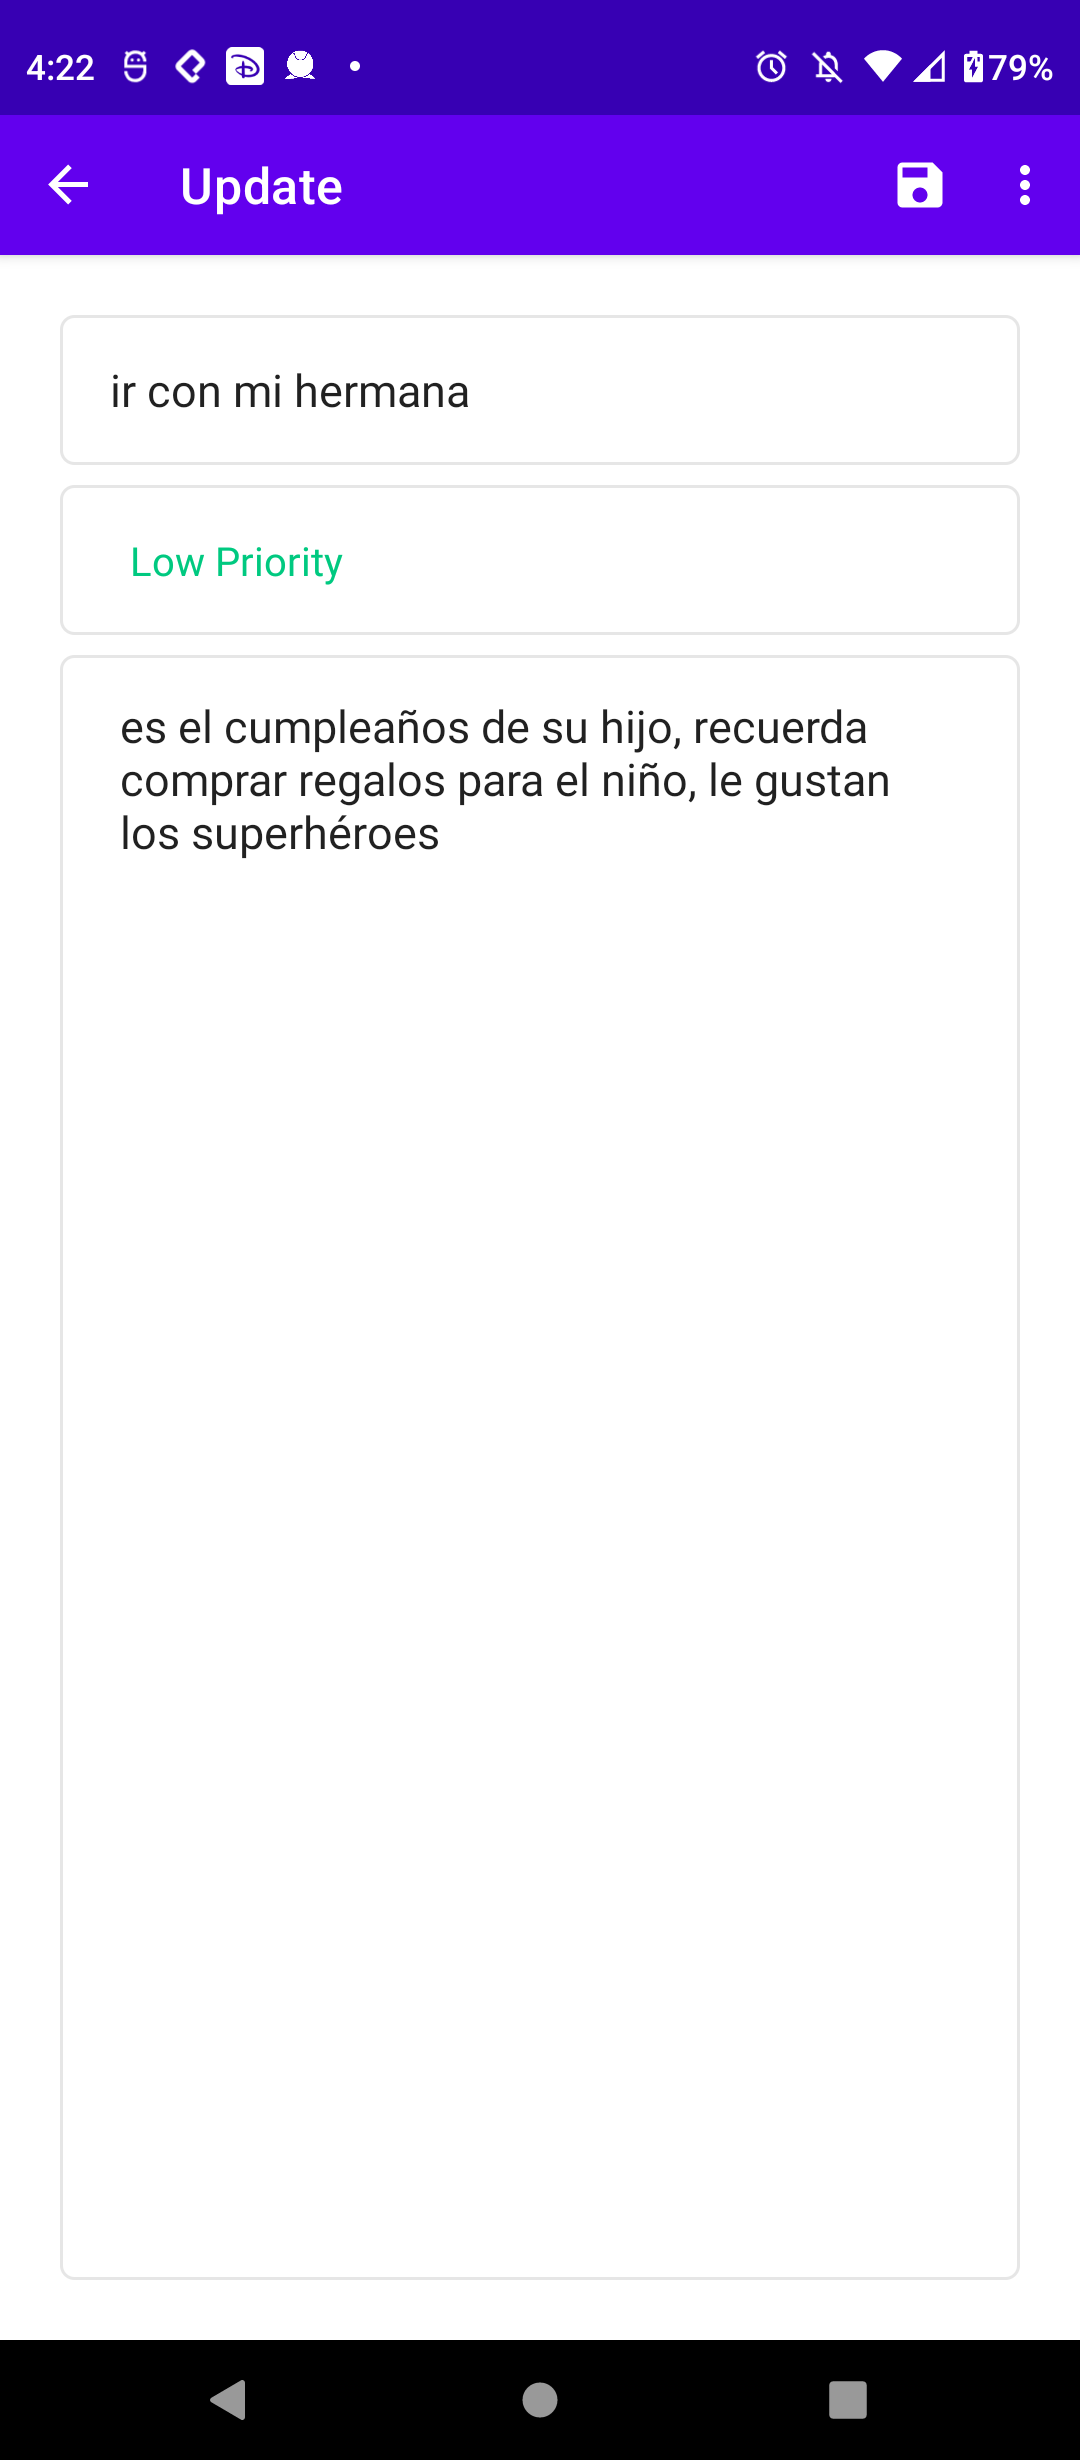 4:22
79%
Update
ir con mi hermana
Low Priority
es el cumpleaños de su hijo, recuerda
comprar regalos para el niño, le gustan
los superhéroes